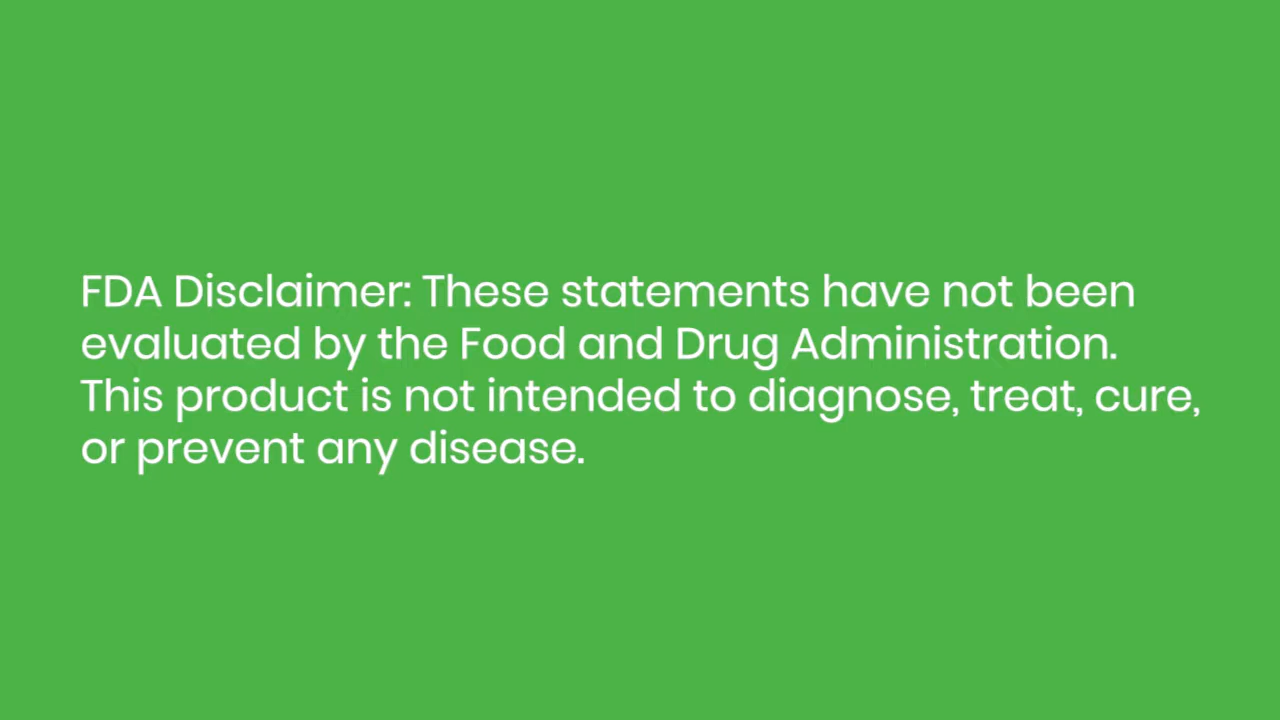 FDA Disclaimer: These statements have not been
evaluated by the Food and Drug Administration.
This product is not intended to diagnose, treat, cure,
or prevent any disease.